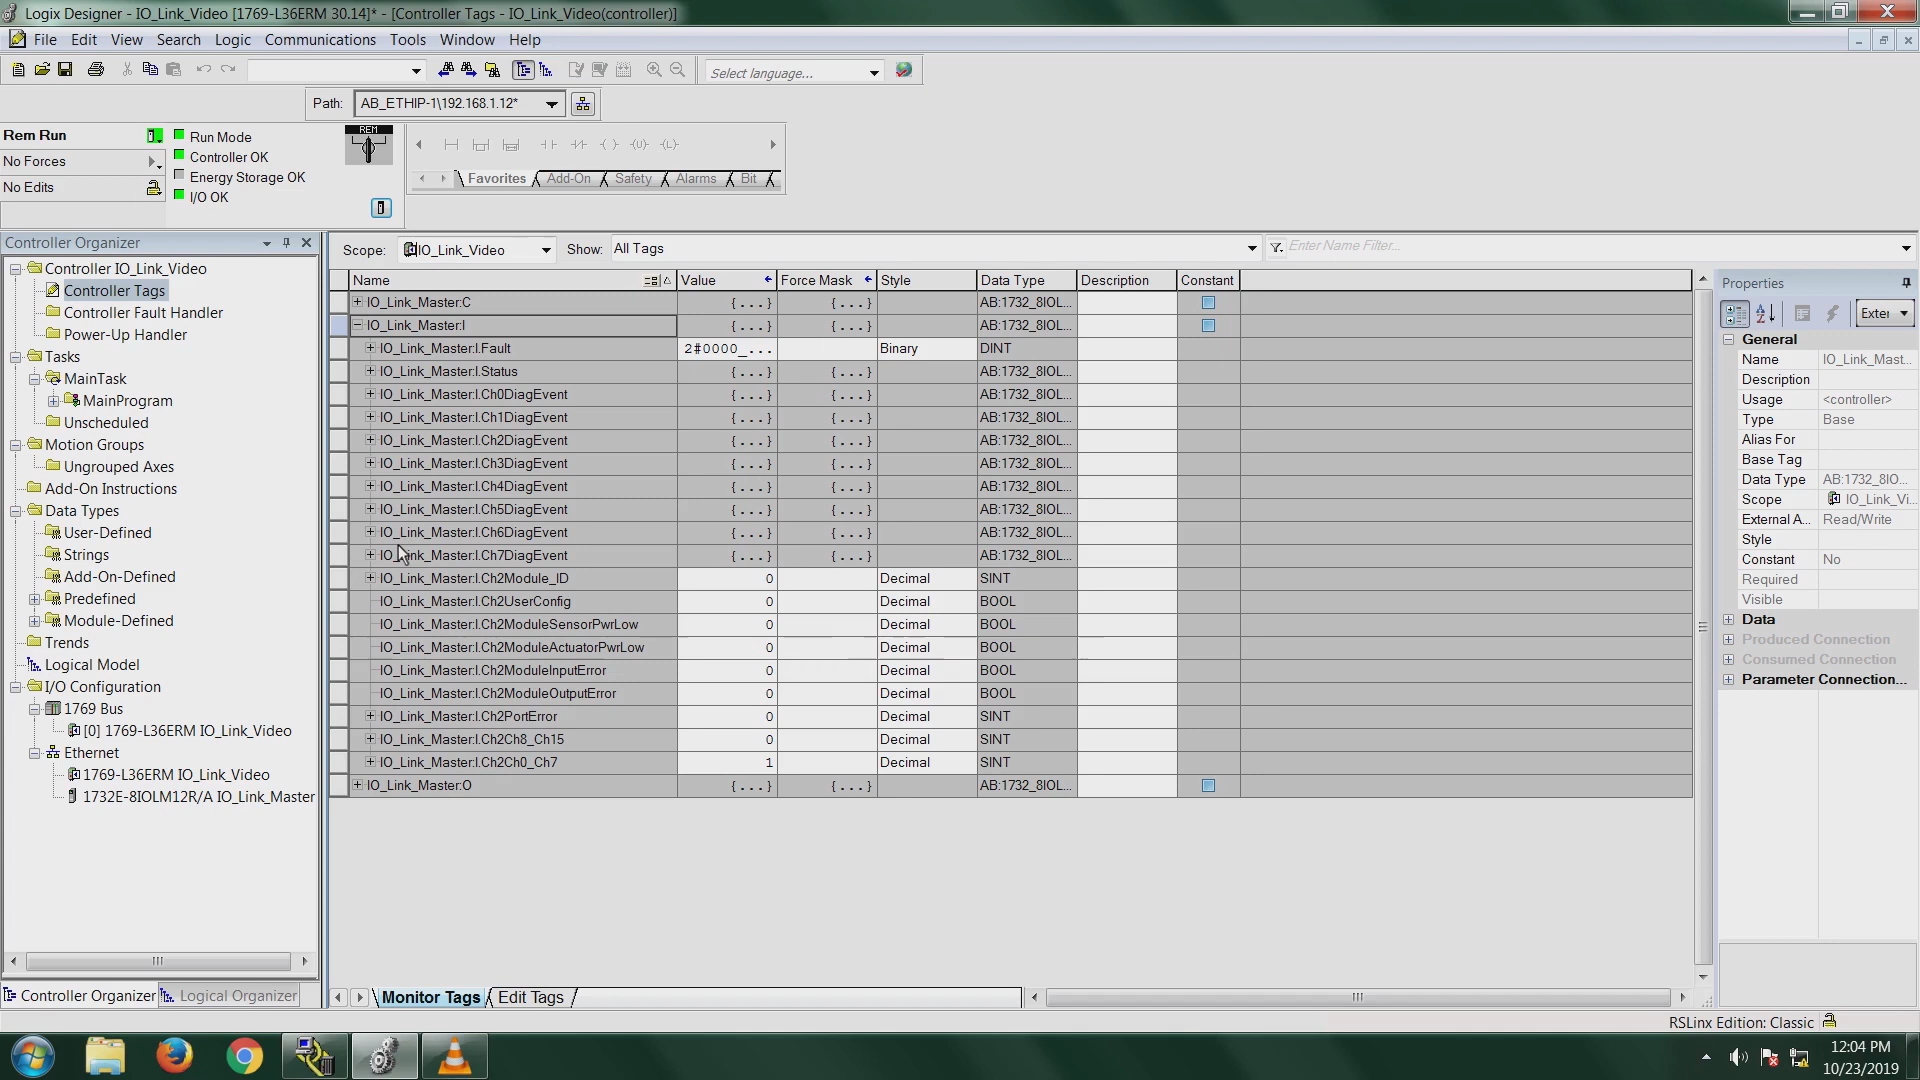 Logix Designer - IO_Link_Video [1769-L36ERM 30.14]* - [Controller Tags - IO_Link_Video(controller)]
File Edit View Search Logic Communications Tools Window Help
Select language...
Path: AB_ETHIP-1\192.168.1.12*
Rem Run
No Forces
No Edits
Run Mode
Controller OK
Energy Storage OK
I/O OK
REM
Favorites Add-On Safety Alarms Bit
Controller Organizer
Controller IO_Link_Video
Controller Tags
Controller Fault Handler
Power-Up Handler
Tasks
MainTask
MainProgram
Unscheduled
Motion Groups
Ungrouped Axes
Add-On Instructions
Data Types
User-Defined
Strings
Add-On-Defined
Predefined
Module-Defined
Trends
Logical Model
I/O Configuration
1769 Bus
[0] 1769-L36ERM IO_Link_Video
Ethernet
1769-L36ERM IO_Link_Video
1732E-8IOLM12R/A IO_Link_Master
Controller Organizer Logical Organizer
Scope: IO_Link_Video Show: All Tags Enter Name Filter...
Name Value Force Mask Style Data Type Description Constant
IO_Link_Master:C {...} {...} AB:1732_8IOL...
IO_Link_Master:I {...} {...} AB:1732_8IOL...
IO_Link_Master:I.Fault 2#0000_... Binary DINT
IO_Link_Master:I.Status {...} {...} AB:1732_8IOL...
IO_Link_Master:I.Ch0DiagEvent {...} {...} AB:1732_8IOL...
IO_Link_Master:I.Ch1DiagEvent {...} {...} AB:1732_8IOL...
IO_Link_Master:I.Ch2DiagEvent {...} {...} AB:1732_8IOL...
IO_Link_Master:I.Ch3DiagEvent {...} {...} AB:1732_8IOL...
IO_Link_Master:I.Ch4DiagEvent {...} {...} AB:1732_8IOL...
IO_Link_Master:I.Ch5DiagEvent {...} {...} AB:1732_8IOL...
IO_Link_Master:I.Ch6DiagEvent {...} {...} AB:1732_8IOL...
IO_Link_Master:I.Ch7DiagEvent {...} {...} AB:1732_8IOL...
IO_Link_Master:I.Ch2Module_ID 0 Decimal SINT
IO_Link_Master:I.Ch2UserConfig 0 Decimal BOOL
IO_Link_Master:I.Ch2ModuleSensorPwrLow 0 Decimal BOOL
IO_Link_Master:I.Ch2ModuleActuatorPwrLow 0 Decimal BOOL
IO_Link_Master:I.Ch2ModuleInputError 0 Decimal BOOL
IO_Link_Master:I.Ch2ModuleOutputError 0 Decimal BOOL
IO_Link_Master:I.Ch2PortError 0 Decimal SINT
IO_Link_Master:I.Ch2Ch8_Ch15 0 Decimal SINT
IO_Link_Master:I.Ch2Ch0_Ch7 1 Decimal SINT
IO_Link_Master:O {...} {...} AB:1732_8IOL...
Monitor Tags Edit Tags
Properties
Exter
General
Name IO_Link_Mast...
Description
Usage <controller>
Type Base
Alias For
Base Tag
Data Type AB:1732_8IO...
Scope IO_Link_Vi...
External A... Read/Write
Style
Constant No
Required
Visible
Data
Produced Connection
Consumed Connection
Parameter Connection...
RSLinx Edition: Classic
12:04 PM
10/23/2019